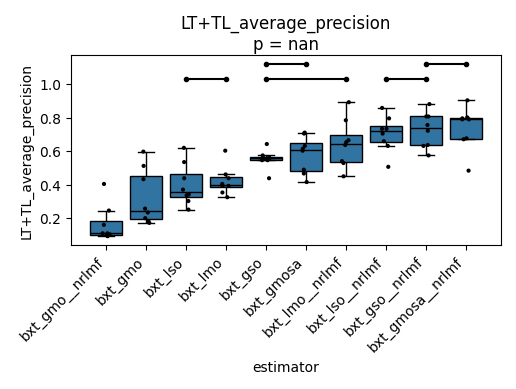 LT+TL_average_precision
p = nan
LT+TL_average_precision
1.0
0.8
0.6
0.4
0.2
bxt_gmo__nrlmf
bxt_gmo
bxt_lso
bxt_lmo
bxt_gso
bxt_gmosa
bxt_lmo__nrlmf
bxt_lso__nrlmf
bxt_gso__nrlmf
bxt_gmosa__nrlmf
estimator